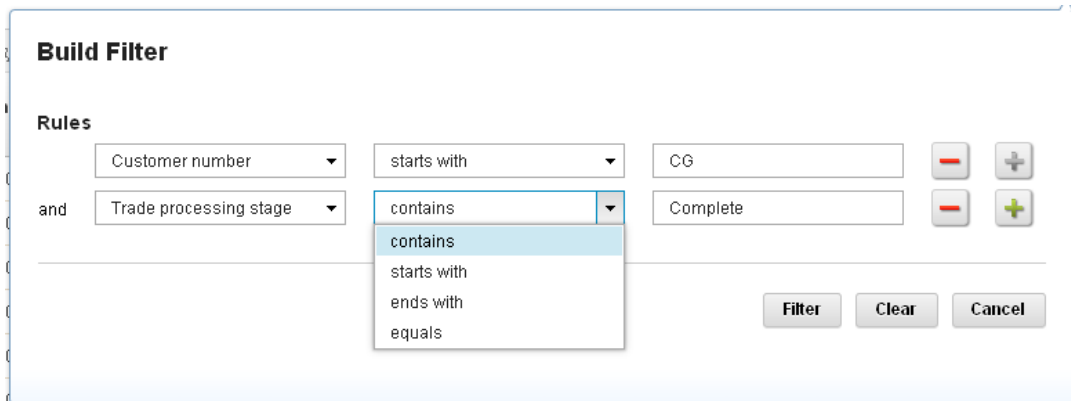 Build Filter
Rules
Customer number starts with CG
and Trade processing stage contains Complete
contains
starts with
ends with
equals
Filter Clear Cancel